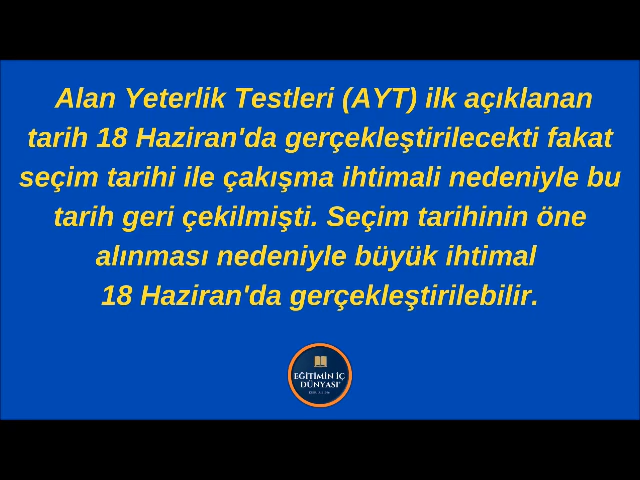 Alan Yeterlik Testleri (AYT) ilk açıklanan
tarih 18 Haziran'da gerçekleştirilecekti fakat
seçim tarihi ile çakışma ihtimali nedeniyle bu
tarih geri çekilmişti. Seçim tarihinin öne
alınması nedeniyle büyük ihtimal
18 Haziran'da gerçekleştirilebilir.
EĞİTİMİN İÇ
DÜNYASI